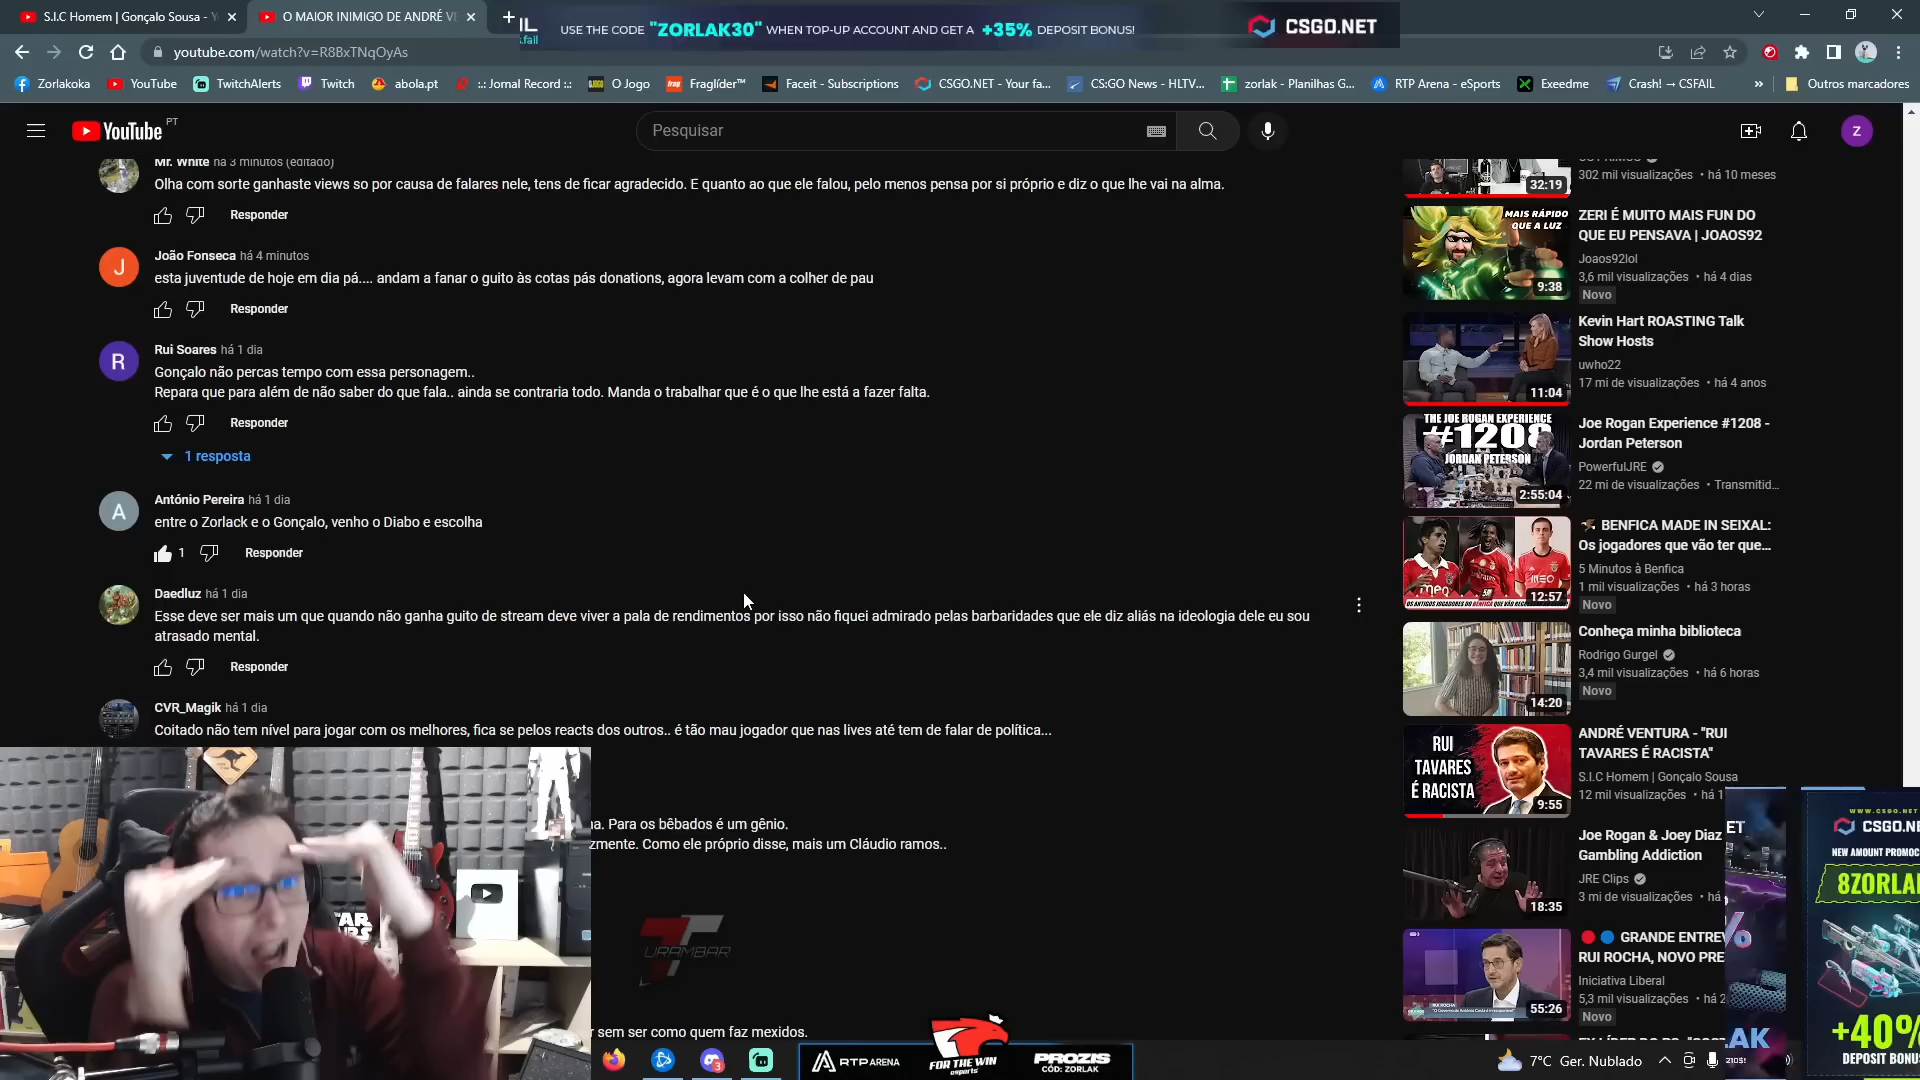 S.I.C Homem | Gonçalo Sousa -
O MAIOR INIMIGO DE ANDRÉ VE
USE THE CODE "ZORLAK30" WHEN TOP-UP ACCOUNT AND GET A +35% DEPOSIT BONUS!
CSGO.NET
.fail
youtube.com/watch?v=R8BxTNqOyAs
Zorlakoka
YouTube
TwitchAlerts
Twitch
abola.pt
::: Jornal Record :::
O Jogo
Fraglíder™
Faceit - Subscriptions
CSGO.NET - Your fa...
CS:GO News - HLTV...
zorlak - Planilhas G...
RTP Arena - eSports
Exeedme
Crash! → CSFAIL
»
Outros marcadores
YouTube PT
Pesquisar
Z
Mr. White há 3 minutos (editado)
Olha com sorte ganhaste views so por causa de falares nele, tens de ficar agradecido. E quanto ao que ele falou, pelo menos pensa por si próprio e diz o que lhe vai na alma.
Responder
J
João Fonseca há 4 minutos
esta juventude de hoje em dia pá.... andam a fanar o guito às cotas pás donations, agora levam com a colher de pau
Responder
R
Rui Soares há 1 dia
Gonçalo não percas tempo com essa personagem..
Repara que para além de não saber do que fala.. ainda se contraria todo. Manda o trabalhar que é o que lhe está a fazer falta.
Responder
1 resposta
A
António Pereira há 1 dia
entre o Zorlack e o Gonçalo, venho o Diabo e escolha
1 Responder
Daedluz há 1 dia
Esse deve ser mais um que quando não ganha guito de stream deve viver a pala de rendimentos por isso não fiquei admirado pelas barbaridades que ele diz aliás na ideologia dele eu sou
atrasado mental.
Responder
CVR_Magik há 1 dia
Coitado não tem nível para jogar com os melhores, fica se pelos reacts dos outros.. é tão mau jogador que nas lives até tem de falar de política...
na. Para os bêbados é um gênio.
zmente. Como ele próprio disse, mais um Cláudio ramos..
URAMBAR
r sem ser como quem faz mexidos.
32:19
302 mil visualizações • há 10 meses
MAIS RÁPIDO
QUE A LUZ
9:38
ZERI É MUITO MAIS FUN DO
QUE EU PENSAVA | JOAOS92
Joaos92lol
3,6 mil visualizações • há 4 dias
Novo
11:04
Kevin Hart ROASTING Talk
Show Hosts
uwho22
17 mi de visualizações • há 4 anos
THE JOE ROGAN EXPERIENCE
#1208
JORDAN PETERSON
2:55:04
Joe Rogan Experience #1208 -
Jordan Peterson
PowerfulJRE
22 mi de visualizações • Transmitid...
12:57
BENFICA MADE IN SEIXAL:
Os jogadores que vão ter que...
5 Minutos à Benfica
1 mil visualizações • há 3 horas
Novo
14:20
Conheça minha biblioteca
Rodrigo Gurgel
3,4 mil visualizações • há 6 horas
Novo
RUI
TAVARES
É RACISTA
9:55
ANDRÉ VENTURA - "RUI
TAVARES É RACISTA"
S.I.C Homem | Gonçalo Sousa
12 mil visualizações • há 1
18:35
Joe Rogan & Joey Diaz
Gambling Addiction
JRE Clips
3 mi de visualizações • há
55:26
GRANDE ENTREV
RUI ROCHA, NOVO PRE
Iniciativa Liberal
5,3 mil visualizações • há 2
Novo
WWW.CSGO.NET
CSGO.NE
NEW AMOUNT PROMOC
8ZORLAK
+40%
DEPOSIT BONUS
STAR
WARS
3
RTP ARENA
FOR THE WIN
esports
PROZIS
CÓD: ZORLAK
7°C Ger. Nublado